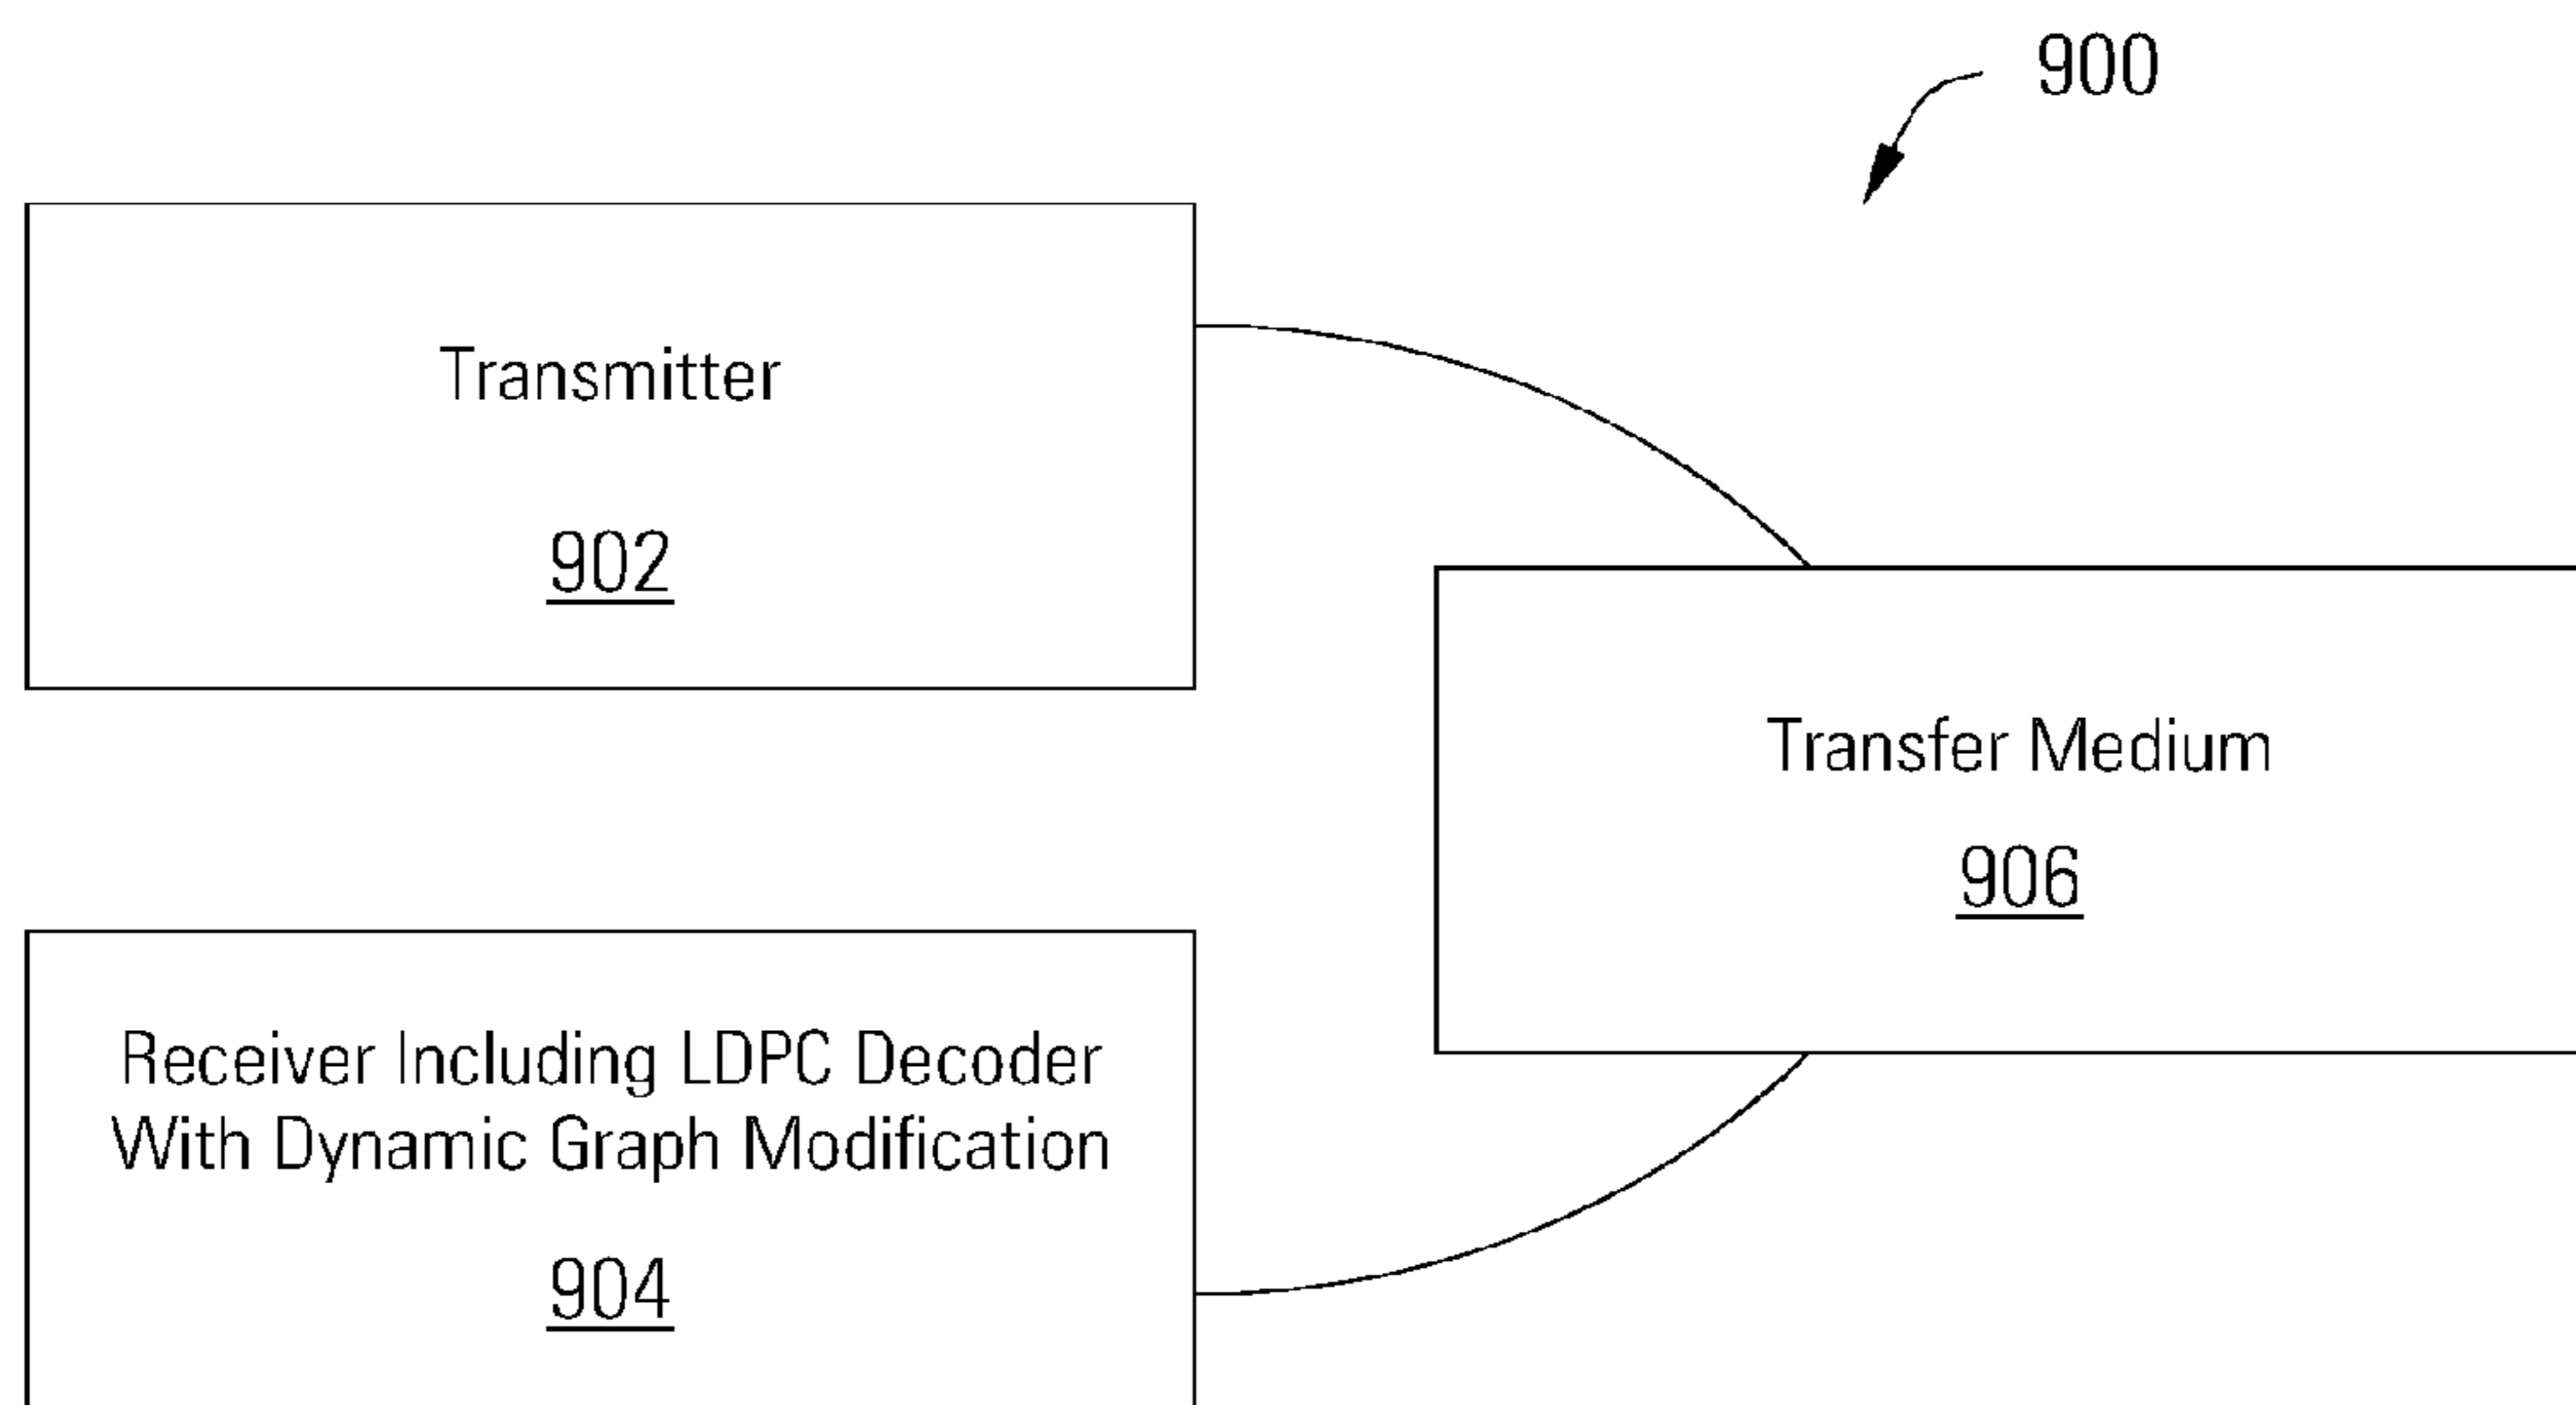 900
Transmitter
902
Transfer Medium
906
Receiver Including LDPC Decoder
With Dynamic Graph Modification
904